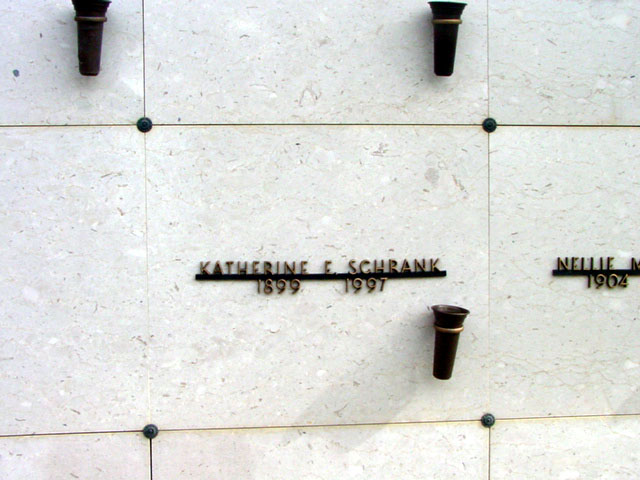 KATHERINE E. SCHRANK
1899 1997
NELLIE M
1904